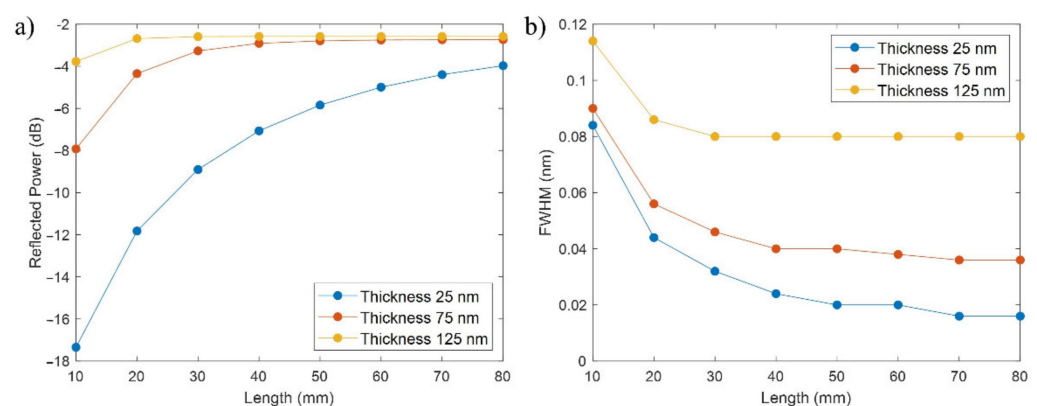 a)
-2
-4
-6
-8
-10
-12
-14
-16
-18
Reflected Power (dB)
Thickness 25 nm
Thickness 75 nm
Thickness 125 nm
10 20 30 40 50 60 70 80
Length (mm)
b)
0.12
0.1
0.08
0.06
0.04
0.02
0
FWHM (nm)
Thickness 25 nm
Thickness 75 nm
Thickness 125 nm
10 20 30 40 50 60 70 80
Length (mm)